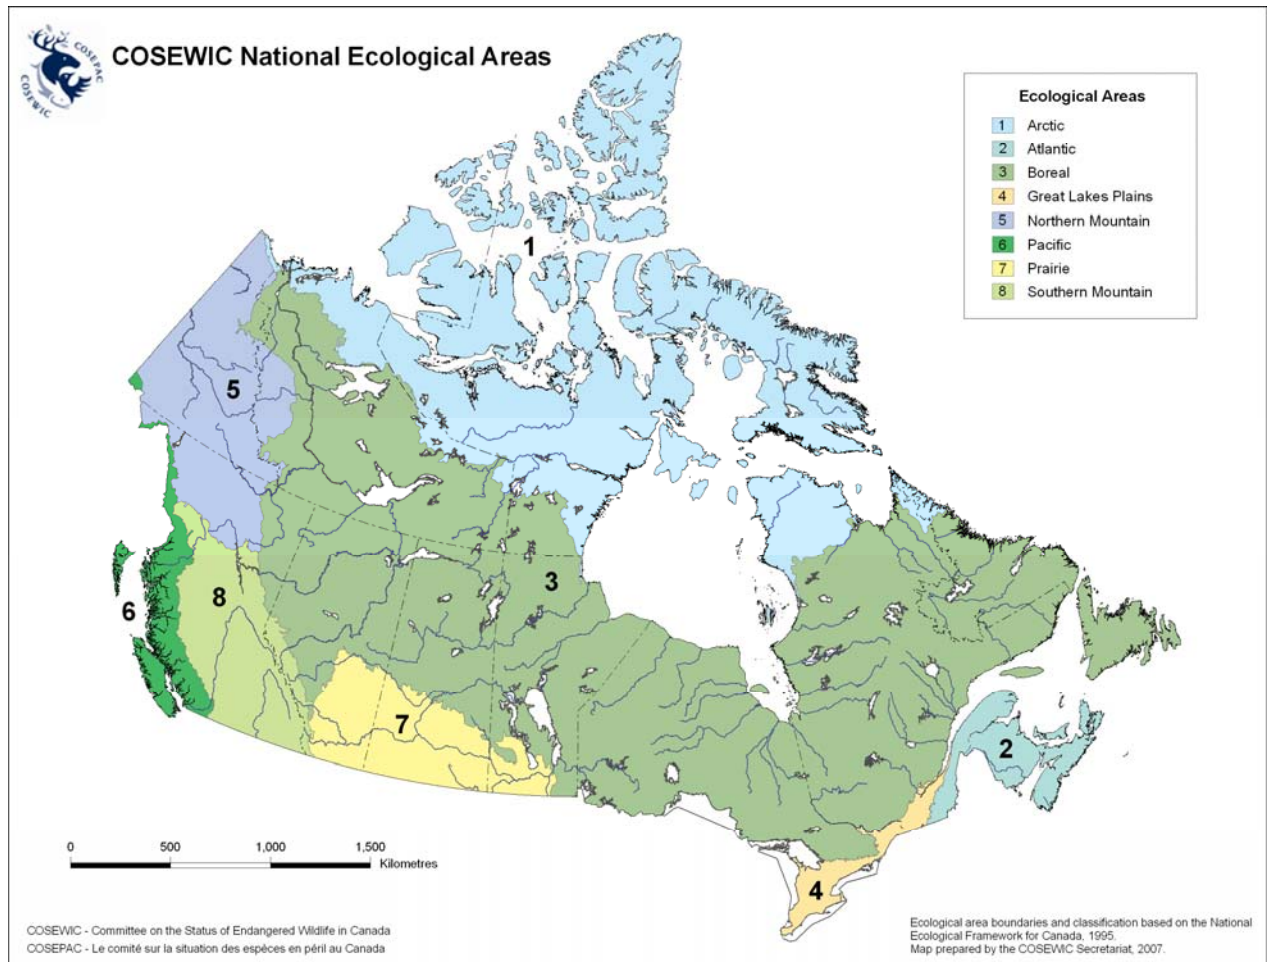 COSEWIC COSEPAC
COSEWIC National Ecological Areas
Ecological Areas
1 Arctic
2 Atlantic
3 Boreal
4 Great Lakes Plains
5 Northern Mountain
6 Pacific
7 Prairie
8 Southern Mountain
1
5
3
8
6
7
2
4
0 500 1,000 1,500
Kilometres
COSEWIC - Committee on the Status of Endangered Wildlife in Canada
COSEPAC - Le comité sur la situation des espèces en péril au Canada
Ecological area boundaries and classification based on the National
Ecological Framework for Canada, 1995.
Map prepared by the COSEWIC Secretariat, 2007.